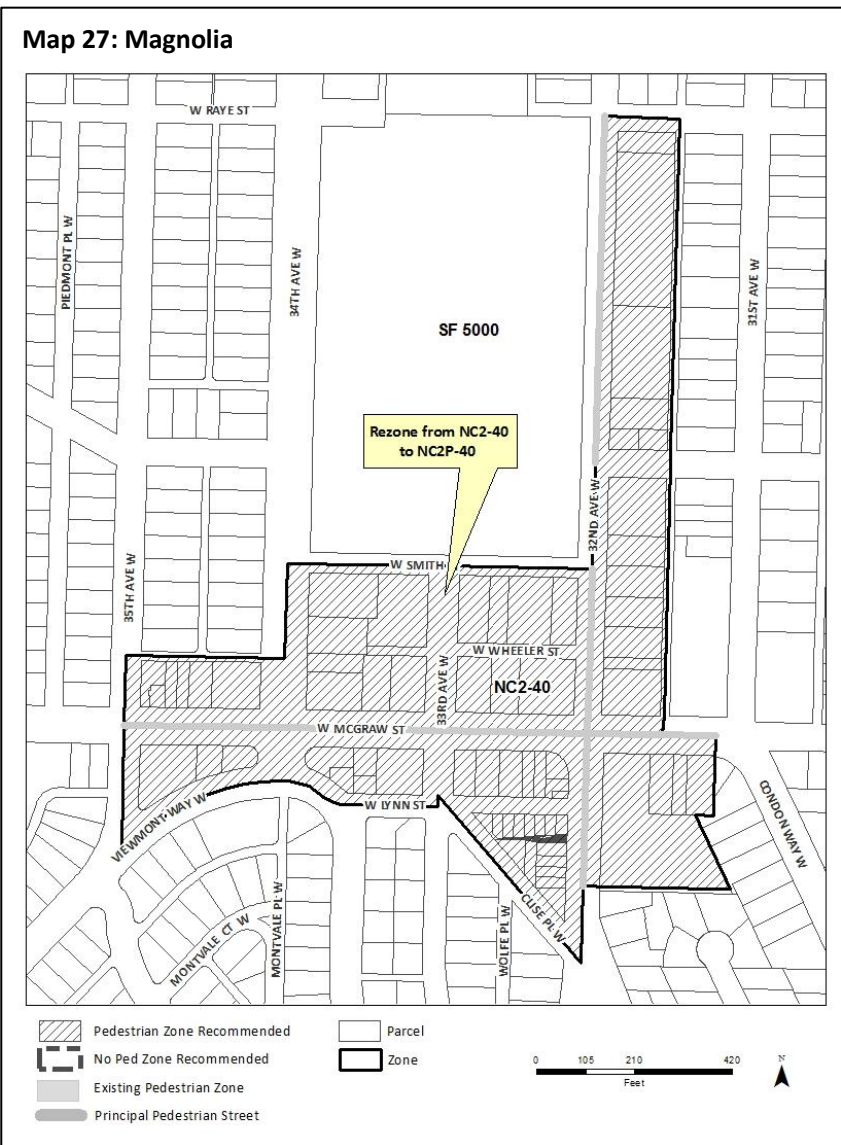 Map 27: Magnolia
W RAYE ST
PIEDMONT PL W
34TH AVE W
31ST AVE W
SF 5000
Rezone from NC2-40
to NC2P-40
32ND AVE W
W SMITH
35TH AVE W
W WHEELER ST
33RD AVE W
NC2-40
W MCGRAW ST
W LYNN ST
VIEWMONT WAY W
CONDON WAY W
MONTVALE PL W
MONTVALE CT W
WOLFE PL W
CLISE PL W
Pedestrian Zone Recommended
Parcel
No Ped Zone Recommended
Zone
Existing Pedestrian Zone
Principal Pedestrian Street
0 105 210 420
Feet
N